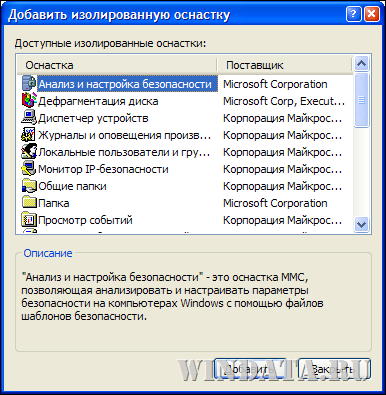 Добавить изолированную оснастку
Доступные изолированные оснастки:
Оснастка Поставщик
Анализ и настройка безопасности Microsoft Corporation
Дефрагментация диска Microsoft Corp, Execut...
Диспетчер устройств Корпорация Майкрос...
Журналы и оповещения произв... Корпорация Майкрос...
Локальные пользователи и гру... Корпорация Майкрос...
Монитор IP-безопасности Корпорация Майкрос...
Общие папки Корпорация Майкрос...
Папка Microsoft Corporation
Просмотр событий Корпорация Майкрос...
Описание
"Анализ и настройка безопасности" - это оснастка MMC,
позволяющая анализировать и настраивать параметры
безопасности на компьютерах Windows с помощью файлов
шаблонов безопасности.
Добавить Закрыть
WINDATA.RU